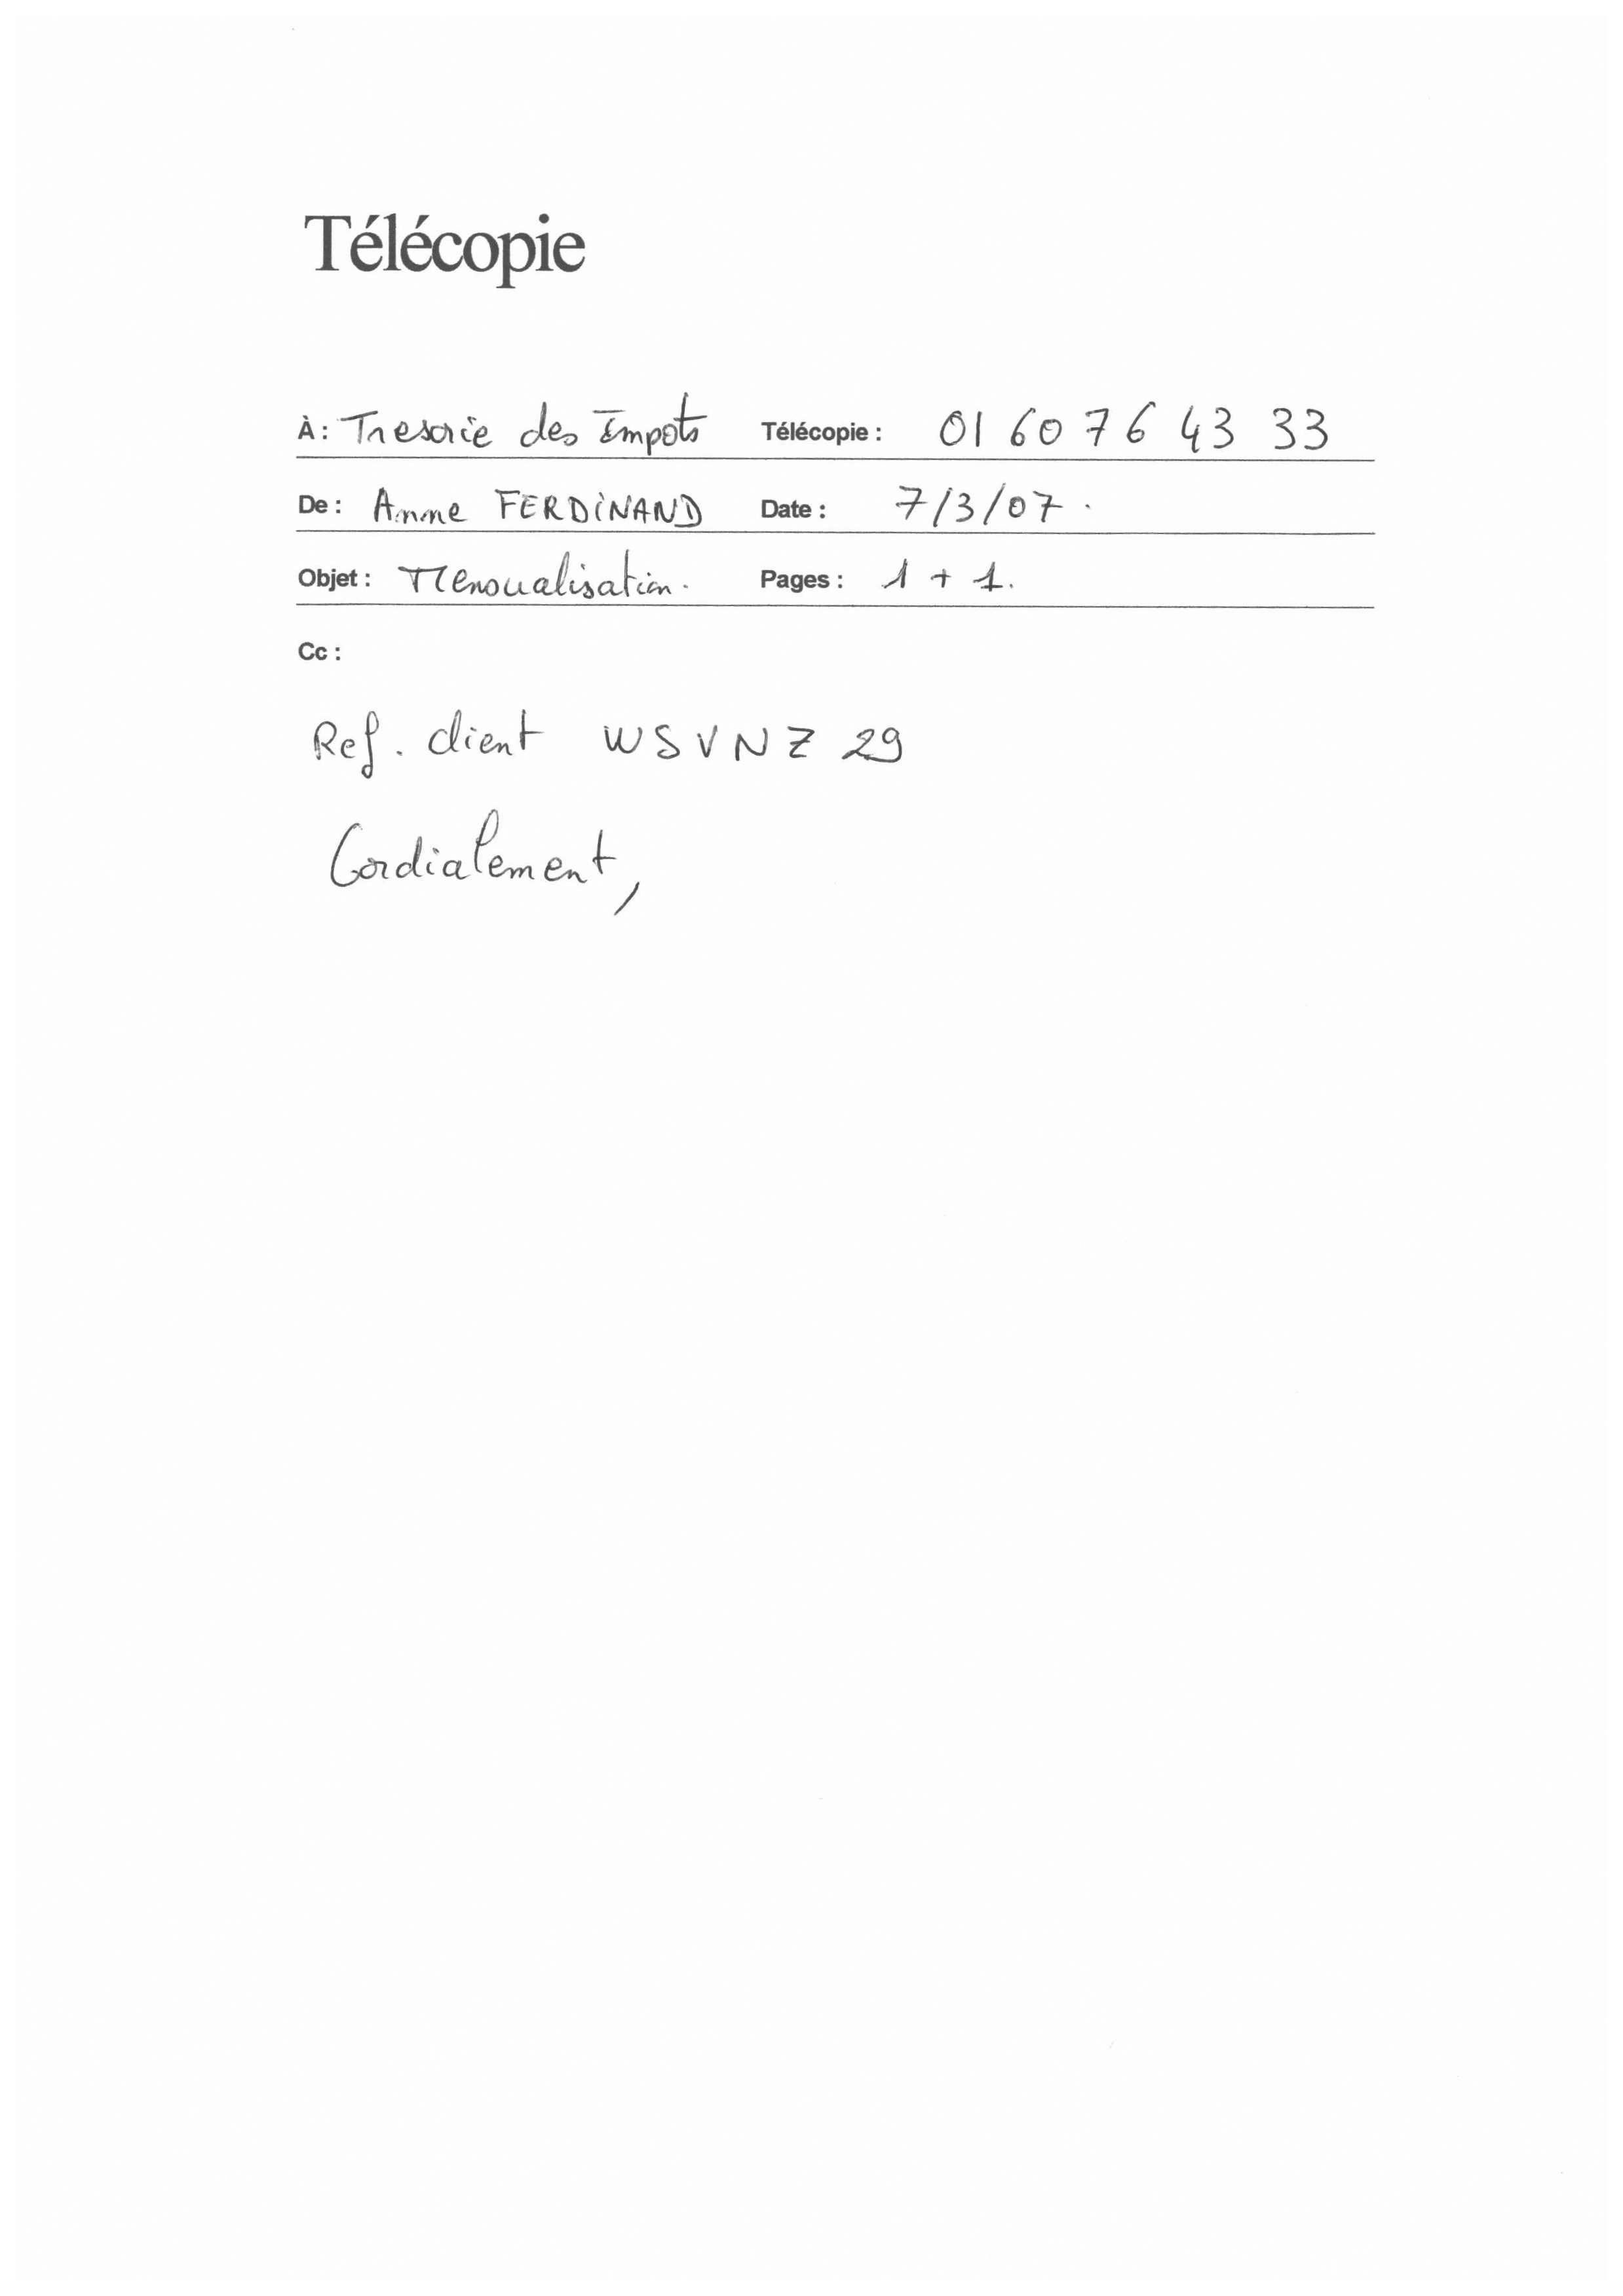 Télécopie
À : Tresorie des Impots Télécopie : 01 60 76 43 33
De : Anne FERDINAND Date : 7/3/07.
Objet : Mensualisation. Pages : 1 + 1.
Cc :
Ref. client WSVNZ 29
Cordialement,